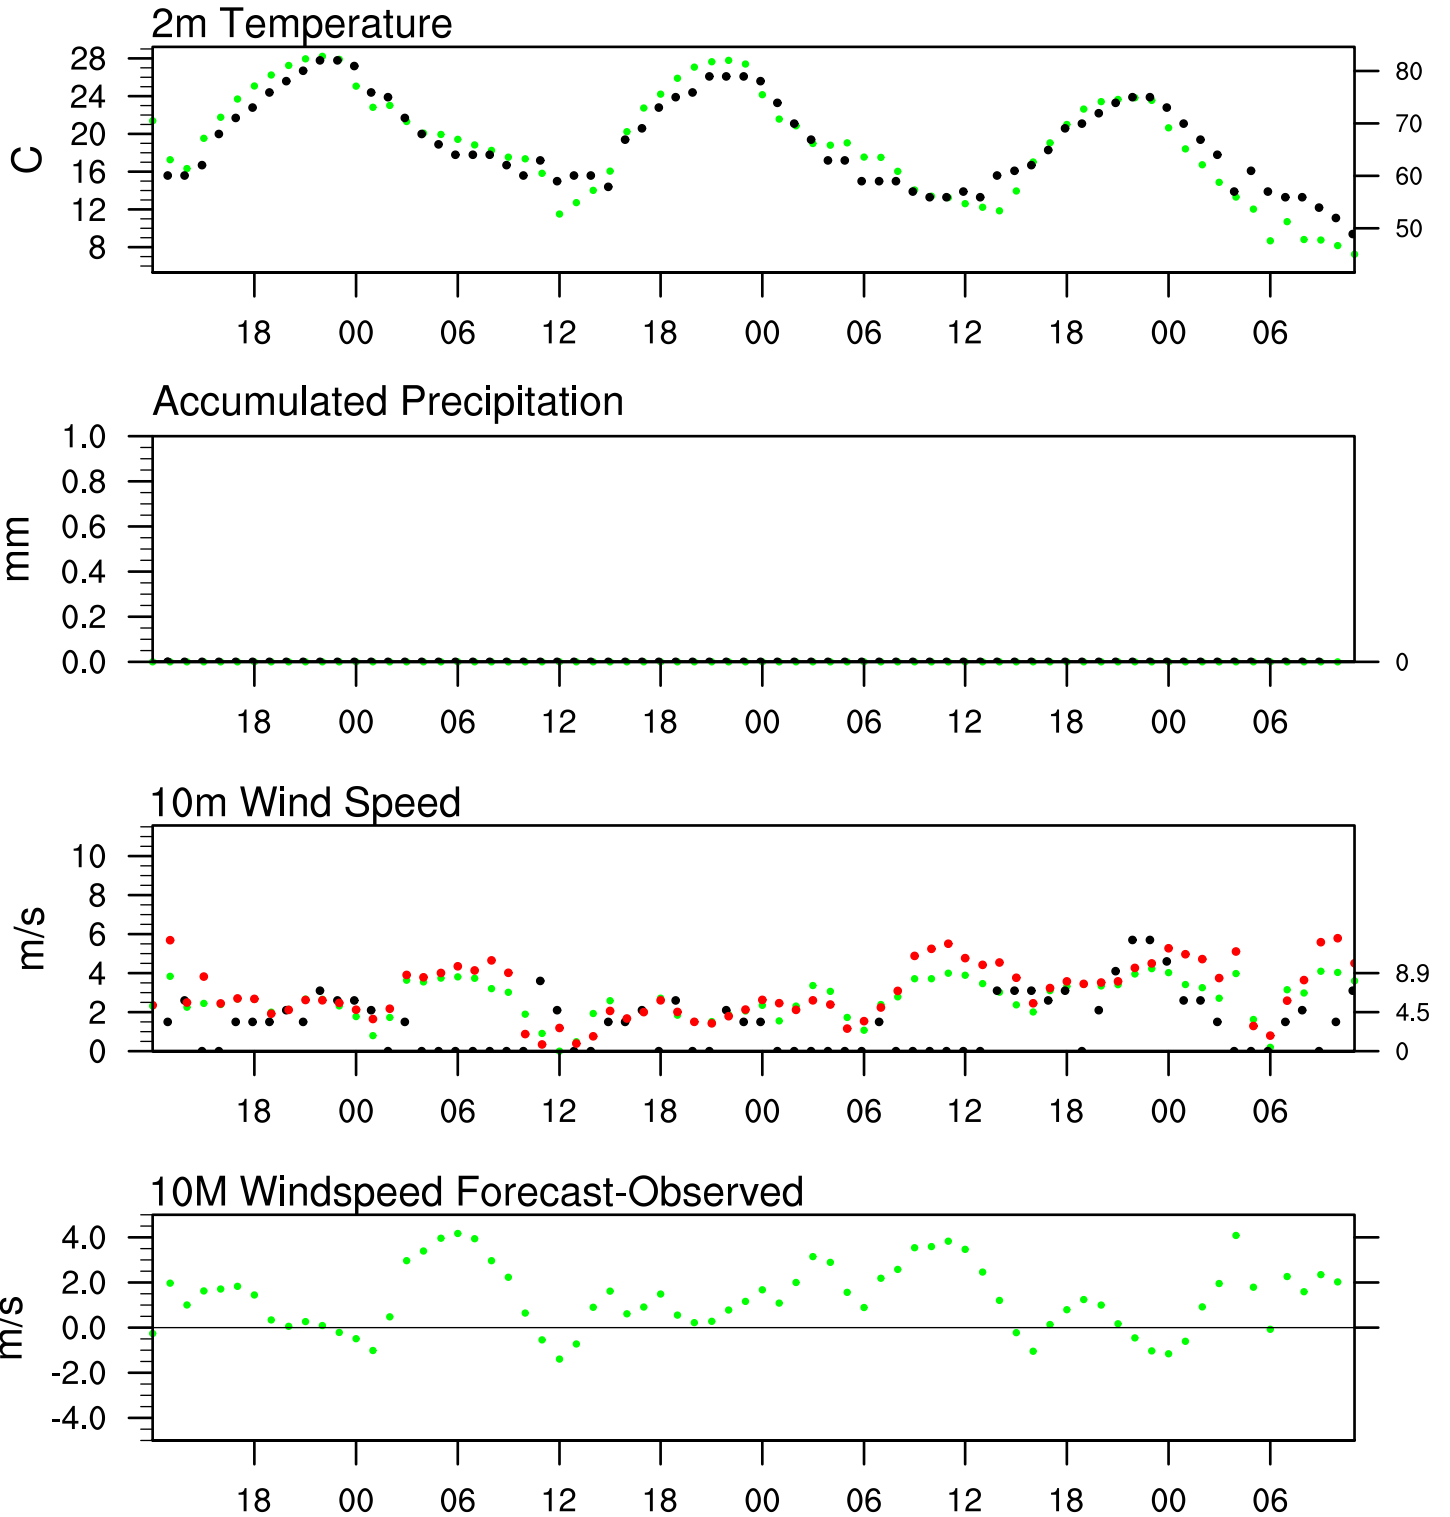 2m Temperature
28
24
20
16
12
8
C
80
70
60
50
18 00 06 12 18 00 06 12 18 00 06
Accumulated Precipitation
1.0
0.8
0.6
0.4
0.2
0.0
mm
0
18 00 06 12 18 00 06 12 18 00 06
10m Wind Speed
10
8
6
4
2
0
m/s
8.9
4.5
0
18 00 06 12 18 00 06 12 18 00 06
10M Windspeed Forecast-Observed
4.0
2.0
0.0
-2.0
-4.0
m/s
18 00 06 12 18 00 06 12 18 00 06